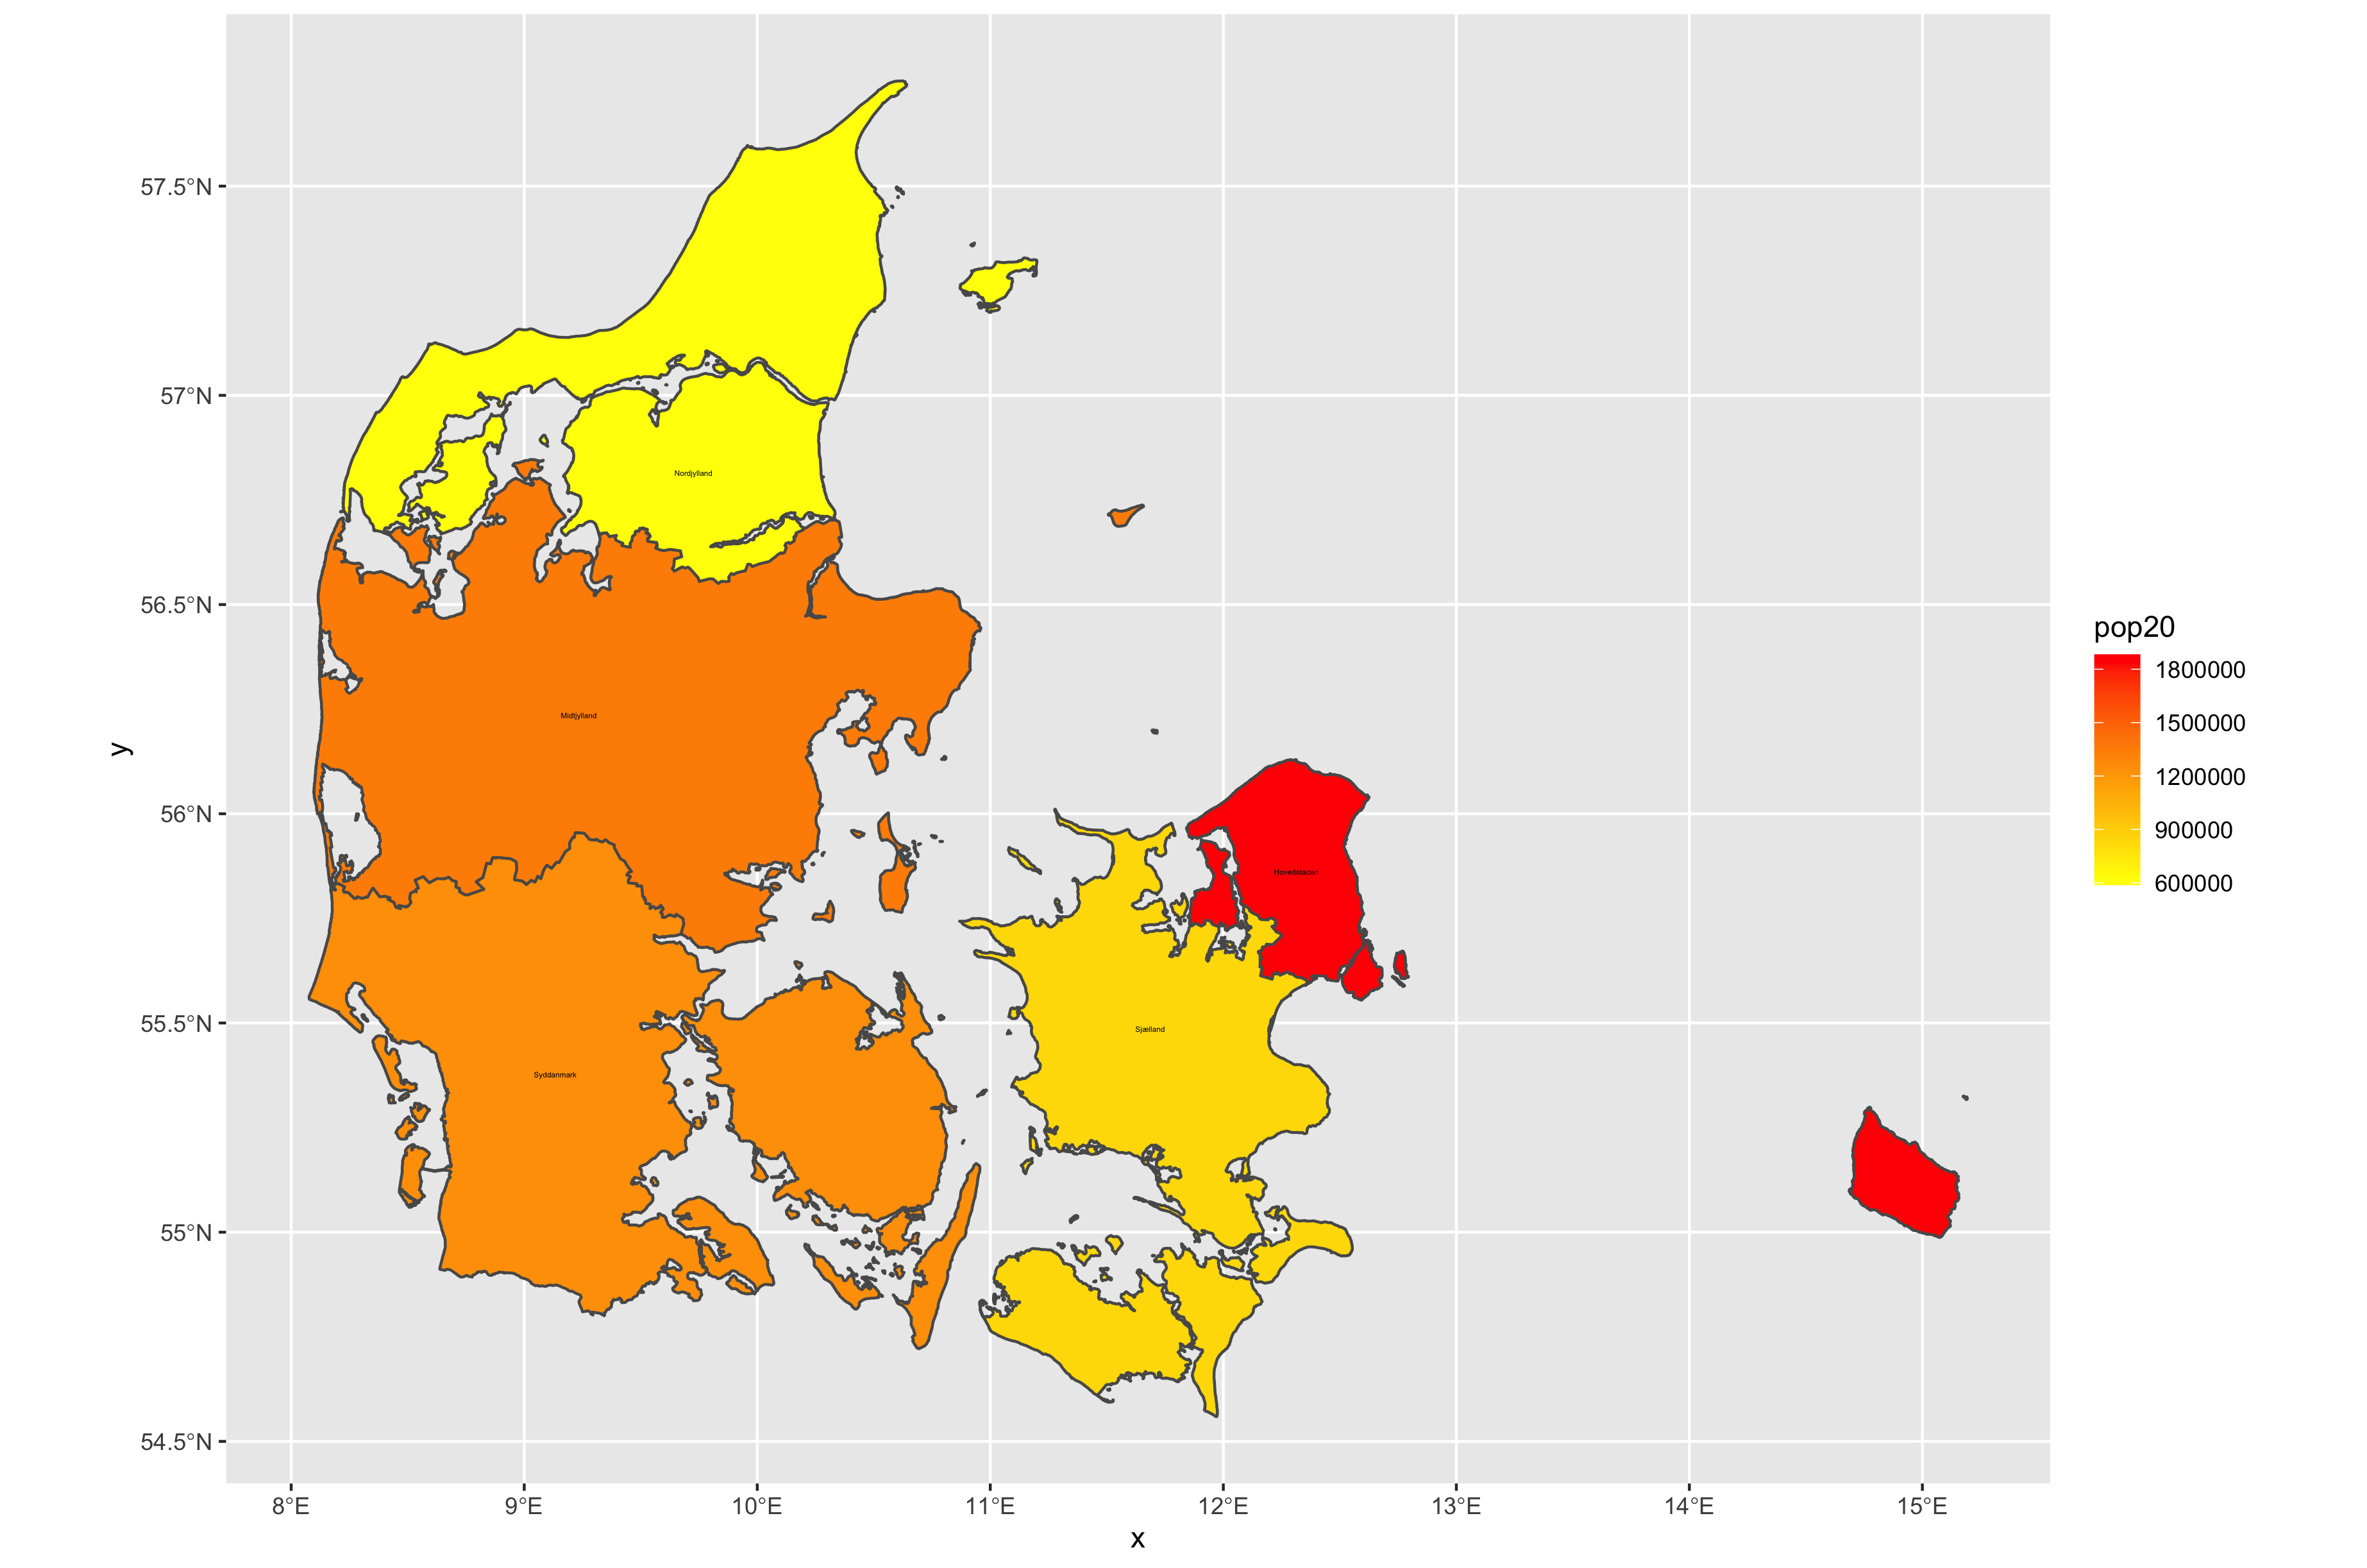 57.5°N
57°N
56.5°N
56°N
55.5°N
55°N
54.5°N
y
Nordjylland
Midtjylland
Hovedstaden
Sjælland
Syddanmark
8°E 9°E 10°E 11°E 12°E 13°E 14°E 15°E
x
pop20
1800000
1500000
1200000
900000
600000